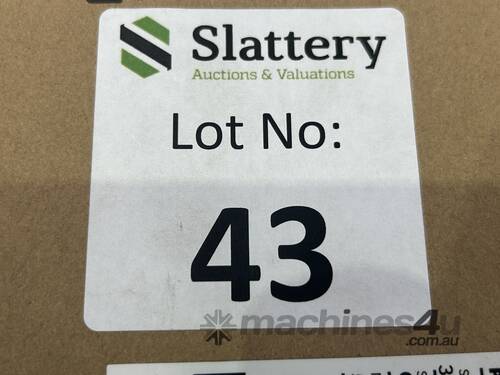 Slattery
Auctions & Valuations
Lot No:
43
machines4u
.com.au